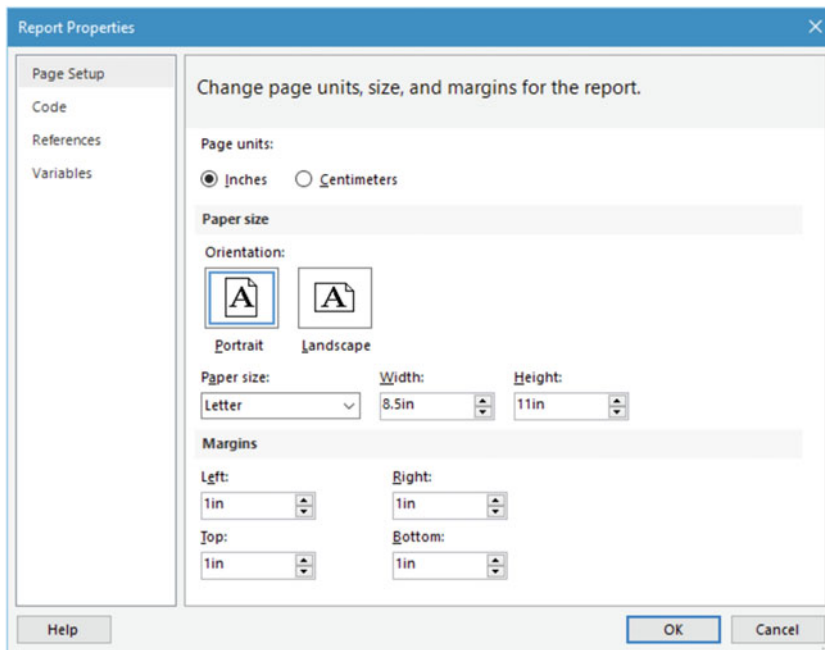 Report Properties
Page Setup
Code
References
Variables
Change page units, size, and margins for the report.
Page units:
Inches Centimeters
Paper size
Orientation:
A A
Portrait Landscape
Paper size: Width: Height:
Letter 8.5in 11in
Margins
Left: Right:
1in 1in
Top: Bottom:
1in 1in
Help OK Cancel